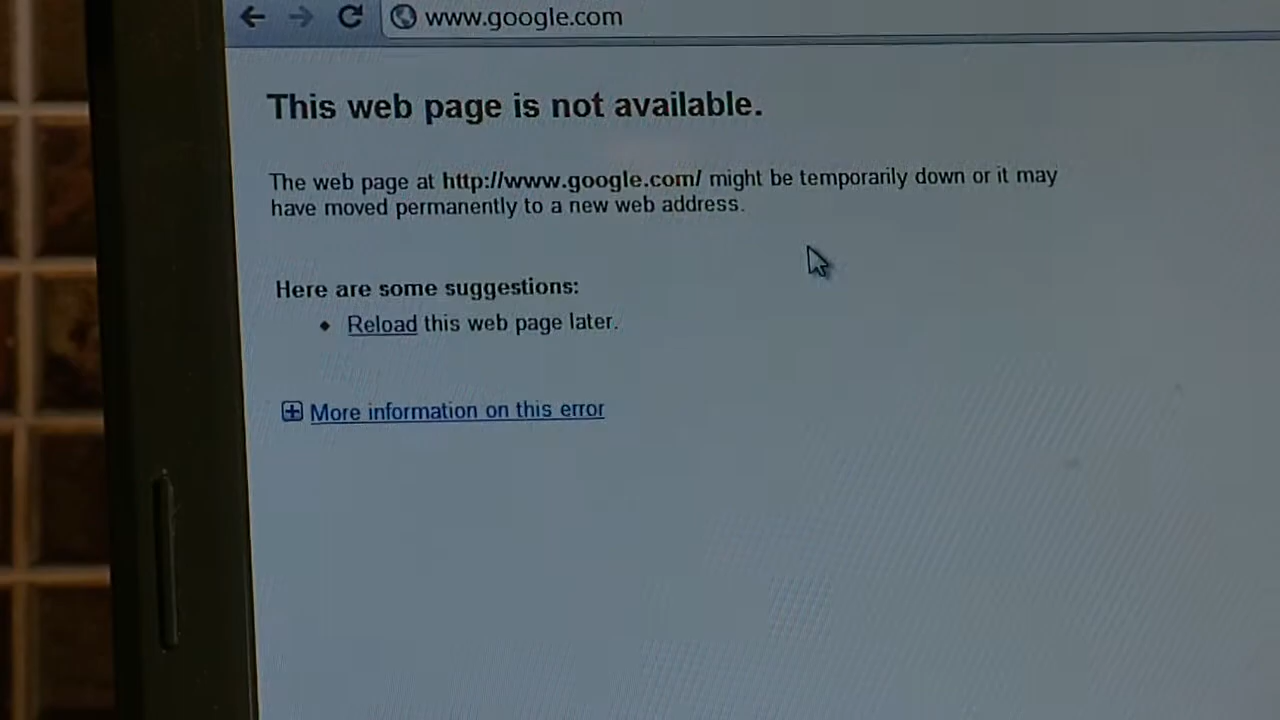 www.google.com
This web page is not available.
The web page at http://www.google.com/ might be temporarily down or it may
have moved permanently to a new web address.
Here are some suggestions:
• Reload this web page later.
More information on this error